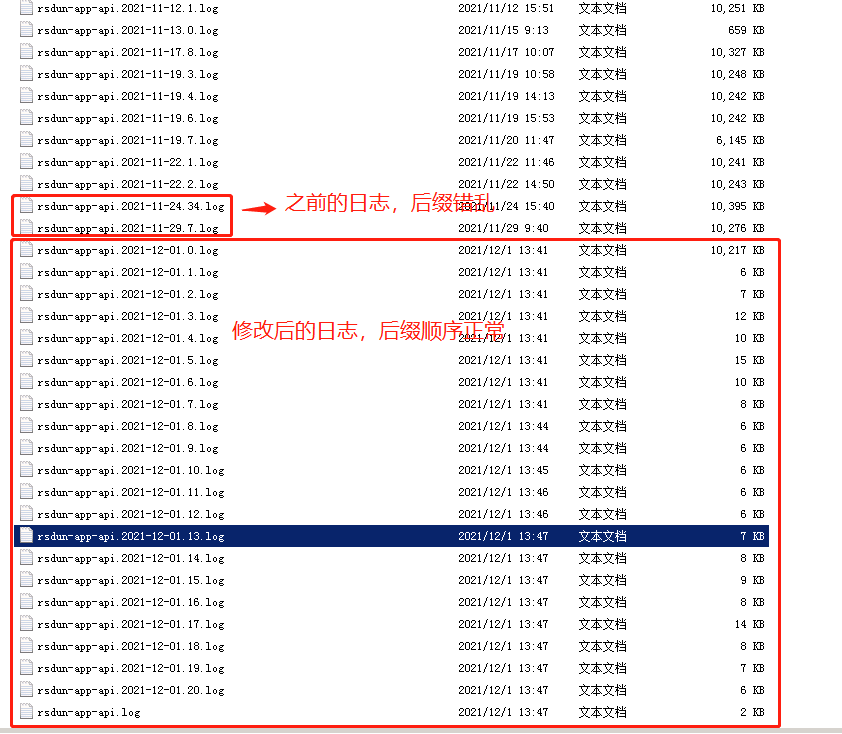 rsdun-app-api.2021-11-12.1.log 2021/11/12 15:51 文本文档 10,251 KB
rsdun-app-api.2021-11-13.0.log 2021/11/15 9:13 文本文档 659 KB
rsdun-app-api.2021-11-17.8.log 2021/11/17 10:07 文本文档 10,327 KB
rsdun-app-api.2021-11-19.3.log 2021/11/19 10:58 文本文档 10,248 KB
rsdun-app-api.2021-11-19.4.log 2021/11/19 14:13 文本文档 10,242 KB
rsdun-app-api.2021-11-19.6.log 2021/11/19 15:53 文本文档 10,242 KB
rsdun-app-api.2021-11-19.7.log 2021/11/20 11:47 文本文档 6,145 KB
rsdun-app-api.2021-11-22.1.log 2021/11/22 11:46 文本文档 10,241 KB
rsdun-app-api.2021-11-22.2.log 2021/11/22 14:50 文本文档 10,243 KB
rsdun-app-api.2021-11-24.34.log 之前的日志，后缀错乱 2021/11/24 15:40 文本文档 10,395 KB
rsdun-app-api.2021-11-29.7.log 2021/11/29 9:40 文本文档 10,276 KB
rsdun-app-api.2021-12-01.0.log 2021/12/1 13:41 文本文档 10,217 KB
rsdun-app-api.2021-12-01.1.log 2021/12/1 13:41 文本文档 6 KB
rsdun-app-api.2021-12-01.2.log 2021/12/1 13:41 文本文档 7 KB
rsdun-app-api.2021-12-01.3.log 2021/12/1 13:41 文本文档 12 KB
修改后的日志，后缀顺序正常
rsdun-app-api.2021-12-01.4.log 2021/12/1 13:41 文本文档 10 KB
rsdun-app-api.2021-12-01.5.log 2021/12/1 13:41 文本文档 15 KB
rsdun-app-api.2021-12-01.6.log 2021/12/1 13:41 文本文档 10 KB
rsdun-app-api.2021-12-01.7.log 2021/12/1 13:41 文本文档 8 KB
rsdun-app-api.2021-12-01.8.log 2021/12/1 13:44 文本文档 6 KB
rsdun-app-api.2021-12-01.9.log 2021/12/1 13:44 文本文档 6 KB
rsdun-app-api.2021-12-01.10.log 2021/12/1 13:45 文本文档 6 KB
rsdun-app-api.2021-12-01.11.log 2021/12/1 13:46 文本文档 6 KB
rsdun-app-api.2021-12-01.12.log 2021/12/1 13:46 文本文档 6 KB
rsdun-app-api.2021-12-01.13.log 2021/12/1 13:47 文本文档 7 KB
rsdun-app-api.2021-12-01.14.log 2021/12/1 13:47 文本文档 8 KB
rsdun-app-api.2021-12-01.15.log 2021/12/1 13:47 文本文档 9 KB
rsdun-app-api.2021-12-01.16.log 2021/12/1 13:47 文本文档 8 KB
rsdun-app-api.2021-12-01.17.log 2021/12/1 13:47 文本文档 14 KB
rsdun-app-api.2021-12-01.18.log 2021/12/1 13:47 文本文档 8 KB
rsdun-app-api.2021-12-01.19.log 2021/12/1 13:47 文本文档 7 KB
rsdun-app-api.2021-12-01.20.log 2021/12/1 13:47 文本文档 6 KB
rsdun-app-api.log 2021/12/1 13:47 文本文档 2 KB